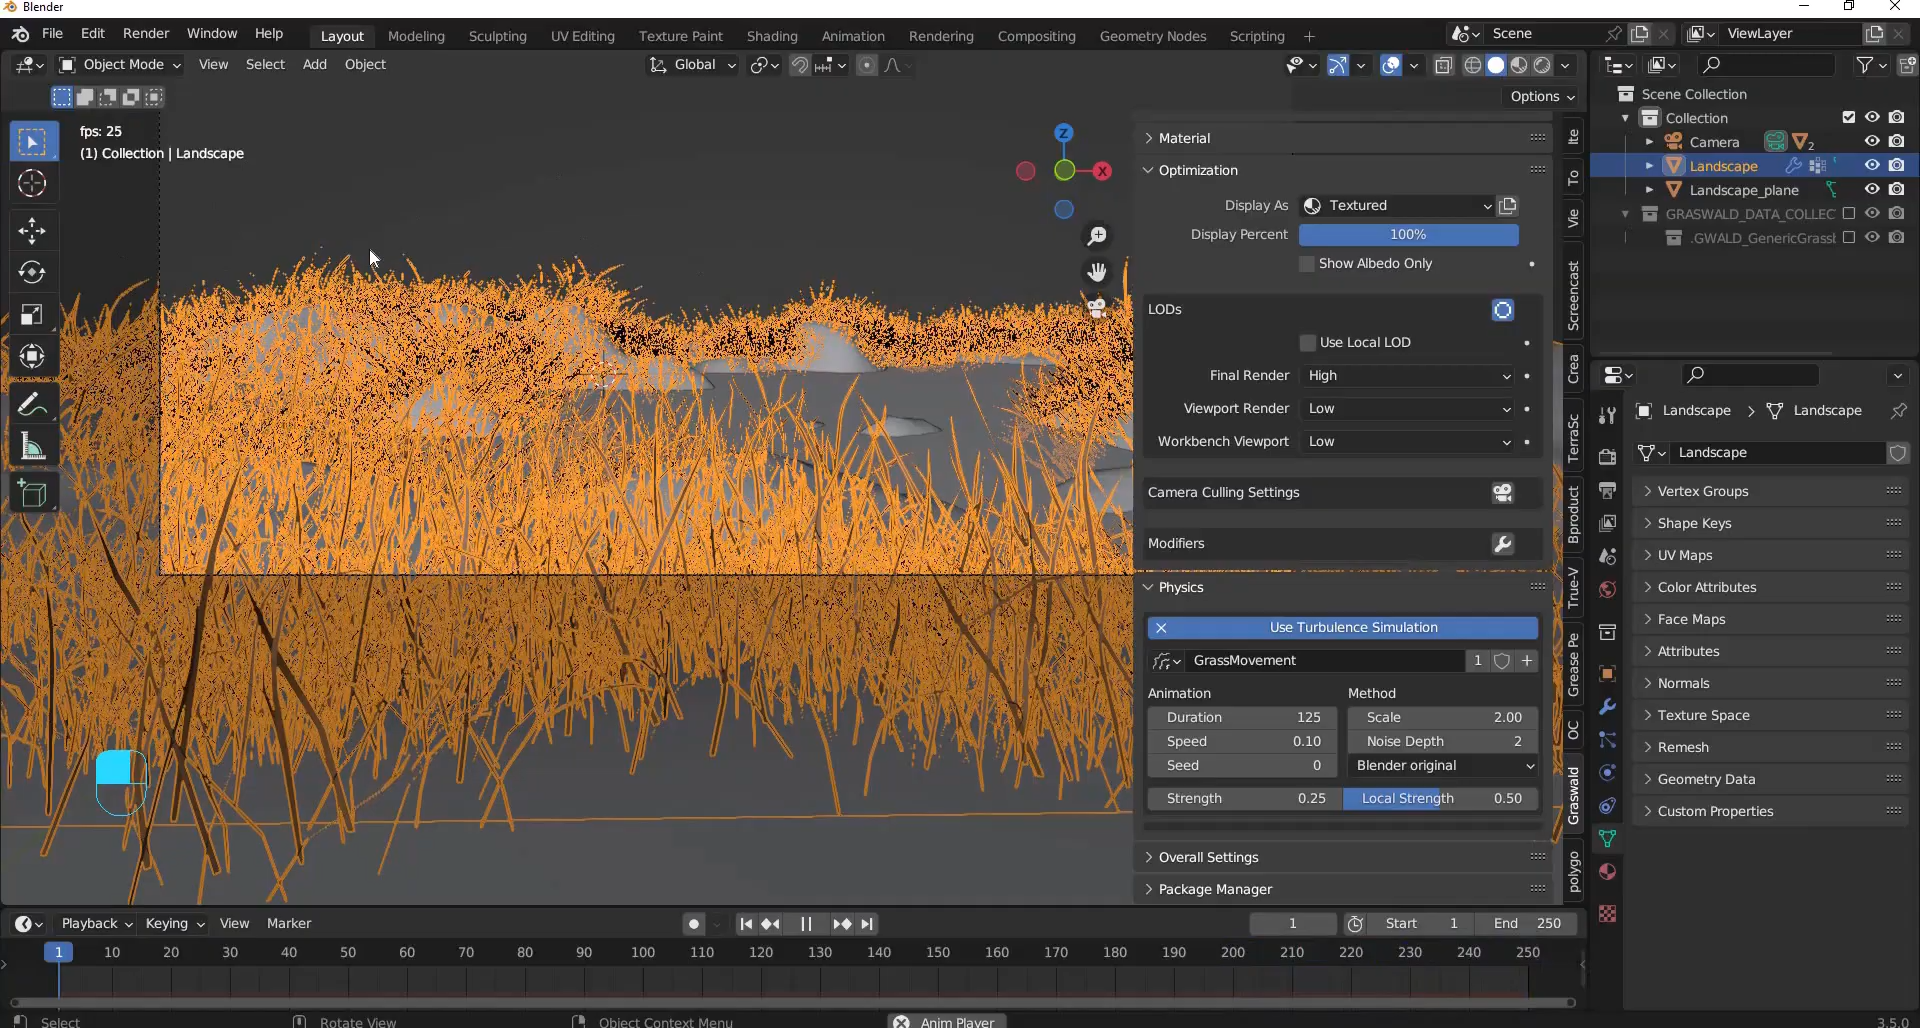 Blender
File Edit Render Window Help
Layout Modeling Sculpting UV Editing Texture Paint Shading Animation Rendering Compositing Geometry Nodes Scripting +
Scene
ViewLayer
Object Mode View Select Add Object
Global
Options
fps: 25
(1) Collection | Landscape
Z
X
Material
Optimization
Display As Textured
Display Percent 100%
Show Albedo Only
LODs
Use Local LOD
Final Render High
Viewport Render Low
Workbench Viewport Low
Camera Culling Settings
Modifiers
Physics
Use Turbulence Simulation
GrassMovement 1
Animation Method
Duration 125 Scale 2.00
Speed 0.10 Noise Depth 2
Seed 0 Blender original
Strength 0.25 Local Strength 0.50
Overall Settings
Package Manager
Ite
To
Vie
Screencast
Crea
TerraSc
Bproduct
True-V
Grease Pe
OC
Graswald
polygo
Scene Collection
Collection
Camera 2
Landscape
Landscape_plane
GRASWALD_DATA_COLLEC
.GWALD_GenericGrass
Landscape > Landscape
Landscape
Vertex Groups
Shape Keys
UV Maps
Color Attributes
Face Maps
Attributes
Normals
Texture Space
Remesh
Geometry Data
Custom Properties
Playback Keying View Marker
1 Start 1 End 250
1 10 20 30 40 50 60 70 80 90 100 110 120 130 140 150 160 170 180 190 200 210 220 230 240 250
Select Rotate View Object Context Menu Anim Player 3.5.0